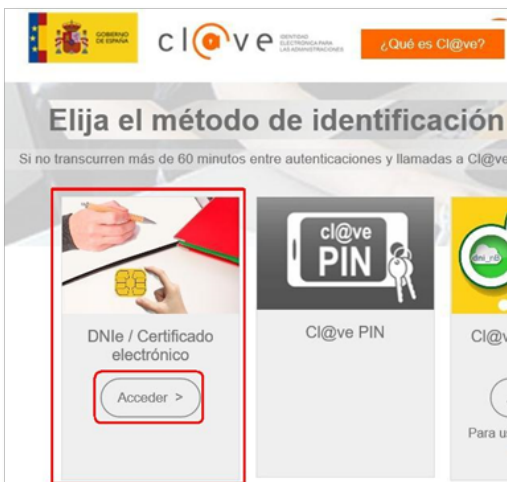 GOBIERNO
DE ESPAÑA
cl@ve
IDENTIDAD
ELECTRÓNICA PARA
LAS ADMINISTRACIONES
¿Qué es Cl@ve?
Elija el método de identificación
Si no transcurren más de 60 minutos entre autenticaciones y llamadas a Cl@ve
cl@ve
PIN
dni_nB
DNIe / Certificado
electrónico
Cl@ve PIN
Cl@v
Acceder >
Para u